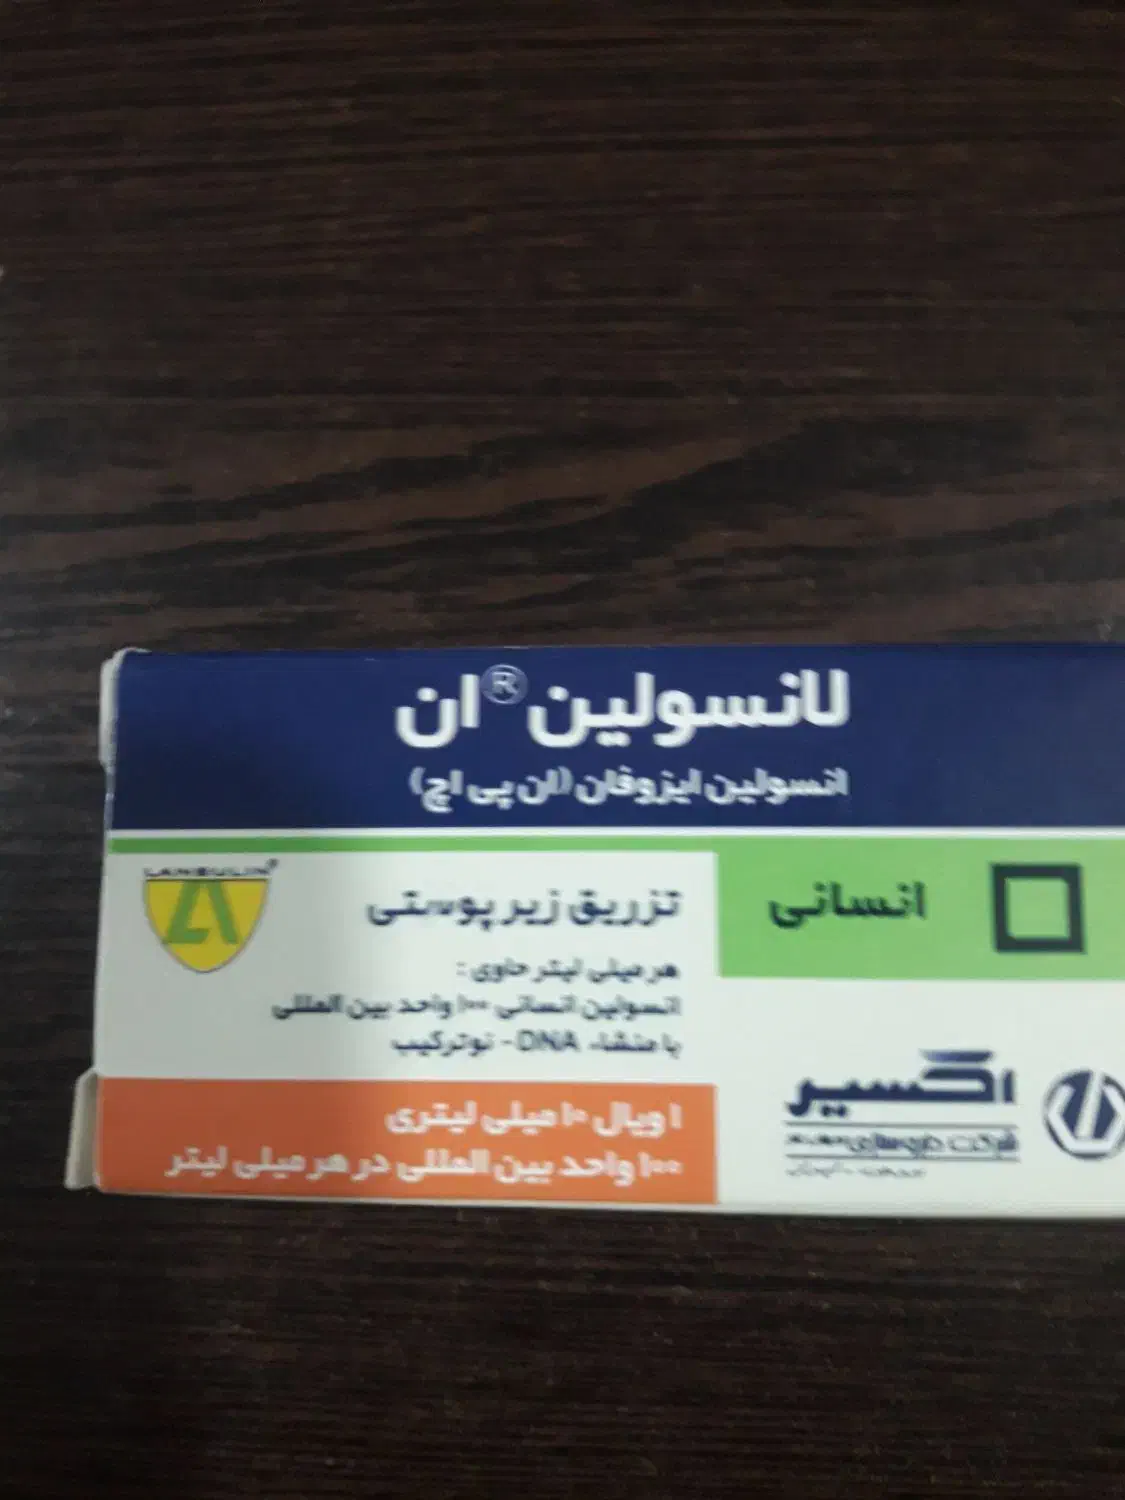 لانسولین® ان
انسولین ایزوفان (ان پی اچ)
انسانی
LANSULIN®
تزریق زیر پوستی
هر میلی لیتر حاوی :
انسولین انسانی ۱۰۰ واحد بین المللی
با منشاء DNA - نوترکیب
۱ ویال ۱۰ میلی لیتری
۱۰۰ واحد بین المللی در هر میلی لیتر
اکسیر
شرکت داروسازی